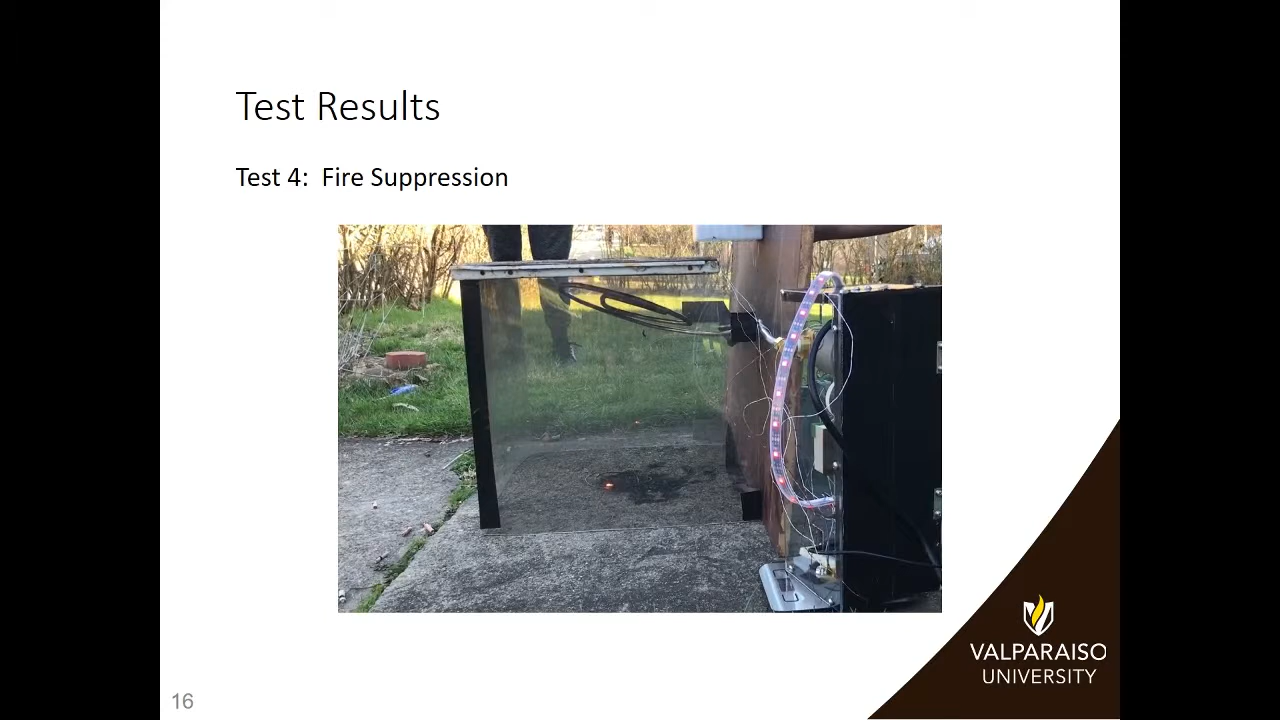 Test Results
Test 4:  Fire Suppression
VALPARAISO
UNIVERSITY
16